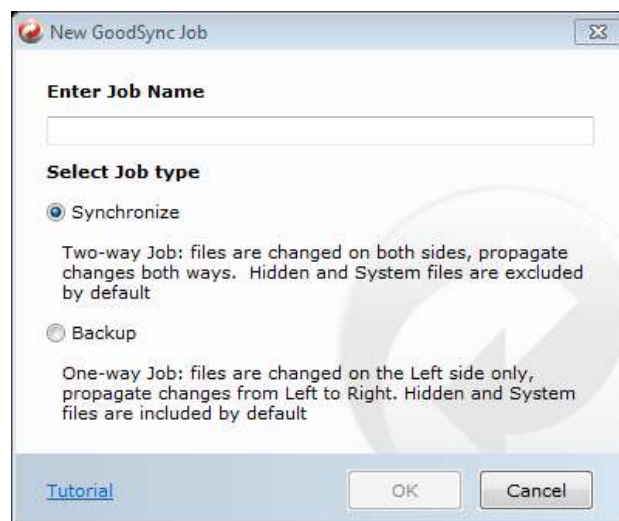 New GoodSync Job
Enter Job Name
Select Job type
Synchronize
Two-way Job: files are changed on both sides, propagate
changes both ways.  Hidden and System files are excluded
by default
Backup
One-way Job: files are changed on the Left side only,
propagate changes from Left to Right. Hidden and System
files are included by default
Tutorial
OK
Cancel